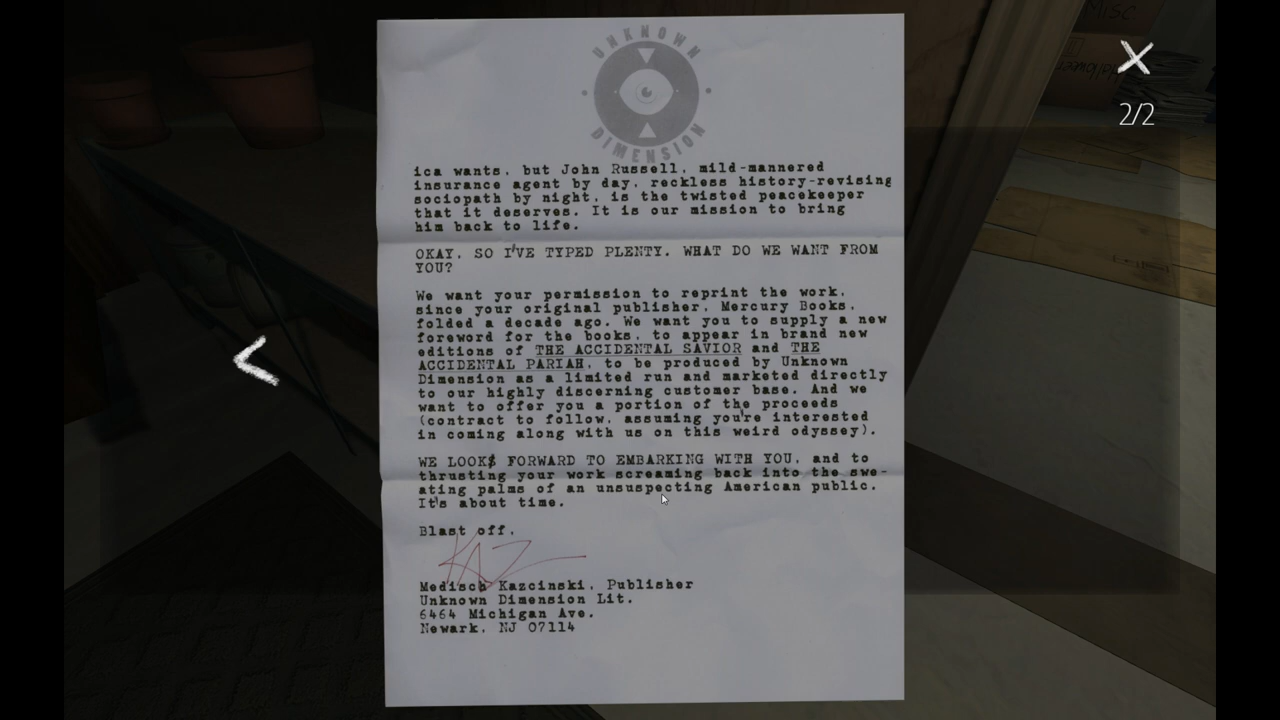 Misc
2/2
UNKNOWN
DIMENSION
ica wants, but John Russell, mild-mannered
insurance agent by day, reckless history-revising
sociopath by night, is the twisted peacekeeper
that it deserves. It is our mission to bring
him back to life.
OKAY, SO I'VE TYPED PLENTY. WHAT DO WE WANT FROM
YOU?
We want your permission to reprint the work,
since your original publisher, Mercury Books,
folded a decade ago. We want you to supply a new
foreword for the books, to appear in brand new
editions of THE ACCIDENTAL SAVIOR and THE
ACCIDENTAL PARIAH, to be produced by Unknown
Dimension as a limited run and marketed directly
to our highly discerning customer base. And we
want to offer you a portion of the proceeds
(contract to follow, assuming you're interested
in coming along with us on this weird odyssey).
WE LOOK$ FORWARD TO EMBARKING WITH YOU, and to
thrusting your work screaming back into the swe-
ating palms of an unsuspecting American public.
It's about time.
Blast off,
KAZ
Medisch Kazcinski, Publisher
Unknown Dimension Lit.
6464 Michigan Ave.
Newark, NJ 07114